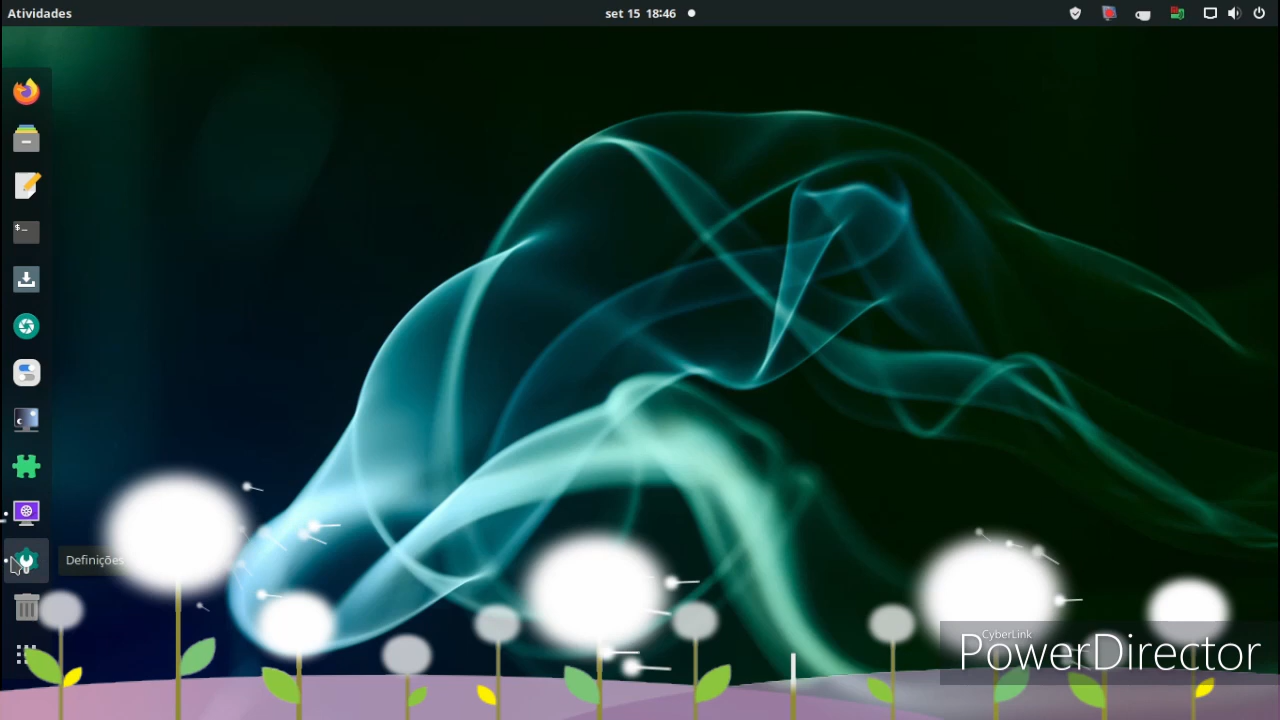 Atividades
set 15 18:46
$_
Definições
CyberLink
PowerDirector